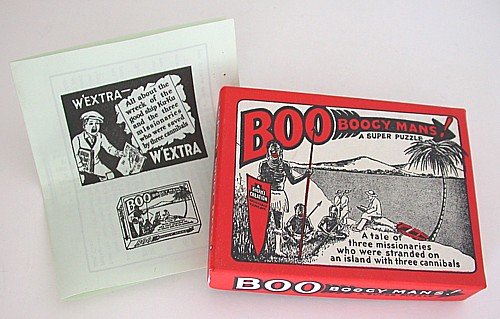 W'EXTRA—
All about the
wreck of the
good ship KuKu
and the three
missionaries
who were saved
by three cannibals
W'EXTRA
BOO
BOO BOOGY MANS!
A SUPER PUZZLE
CREATION
A tale of
three missionaries
who were stranded on
an island with three cannibals
BOO BOOGY MANS!